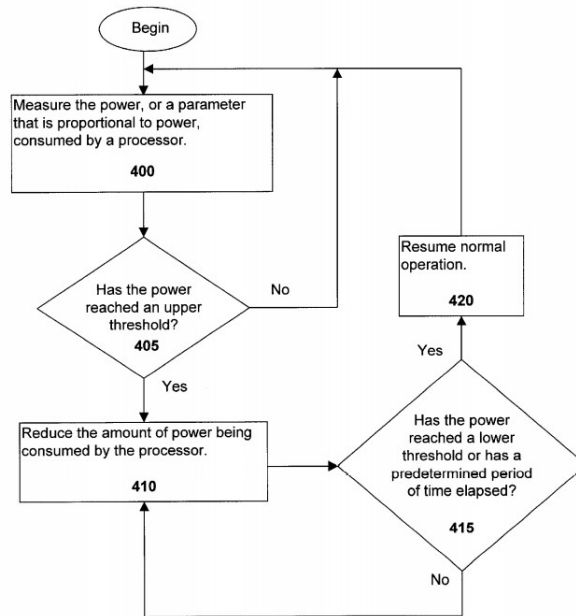 Begin
Measure the power, or a parameter
that is proportional to power,
consumed by a processor.
400
Has the power
reached an upper
threshold?
405
No
Yes
Reduce the amount of power being
consumed by the processor.
410
Has the power
reached a lower
threshold or has a
predetermined period
of time elapsed?
415
No
Yes
Resume normal
operation.
420